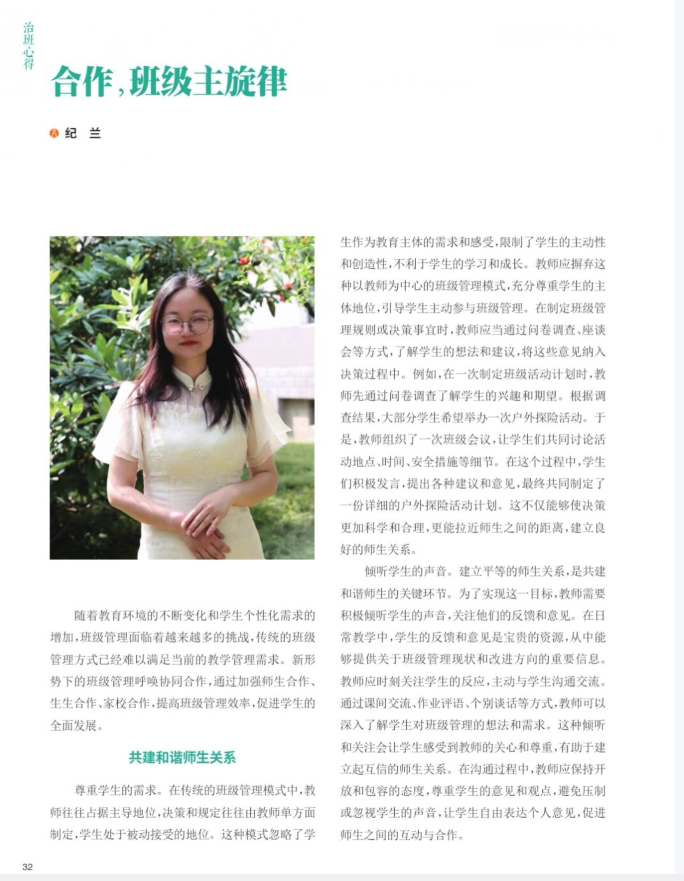 治班心得
合作,班级主旋律
纪 兰
随着教育环境的不断变化和学生个性化需求的
增加,班级管理面临着越来越多的挑战,传统的班级
管理方式已经难以满足当前的教学管理需求。新形
势下的班级管理呼唤协同合作,通过加强师生合作、
生生合作、家校合作,提高班级管理效率,促进学生的
全面发展。
共建和谐师生关系
尊重学生的需求。在传统的班级管理模式中,教
师往往占据主导地位,决策和规定往往由教师单方面
制定,学生处于被动接受的地位。这种模式忽略了学
生作为教育主体的需求和感受,限制了学生的主动性
和创造性,不利于学生的学习和成长。教师应摒弃这
种以教师为中心的班级管理模式,充分尊重学生的主
体地位,引导学生主动参与班级管理。在制定班级管
理规则或决策事宜时,教师应当通过问卷调查、座谈
会等方式,了解学生的想法和建议,将这些意见纳入
决策过程中。例如,在一次制定班级活动计划时,教
师先通过问卷调查了解学生的兴趣和期望。根据调
查结果,大部分学生希望举办一次户外探险活动。于
是,教师组织了一次班级会议,让学生们共同讨论活
动地点、时间、安全措施等细节。在这个过程中,学生
们积极发言,提出各种建议和意见,最终共同制定了
一份详细的户外探险活动计划。这不仅能够使决策
更加科学和合理,更能拉近师生之间的距离,建立良
好的师生关系。
倾听学生的声音。建立平等的师生关系,是共建
和谐师生的关键环节。为了实现这一目标,教师需要
积极倾听学生的声音,关注他们的反馈和意见。在日
常教学中,学生的反馈和意见是宝贵的资源,从中能
够提供关于班级管理现状和改进方向的重要信息。
教师应时刻关注学生的反应,主动与学生沟通交流。
通过课间交流、作业评语、个别谈话等方式,教师可以
深入了解学生对班级管理的想法和需求。这种倾听
和关注会让学生感受到教师的关心和尊重,有助于建
立起互信的师生关系。在沟通过程中,教师应保持开
放和包容的态度,尊重学生的意见和观点,避免压制
或忽视学生的声音,让学生自由表达个人意见,促进
师生之间的互动与合作。
32